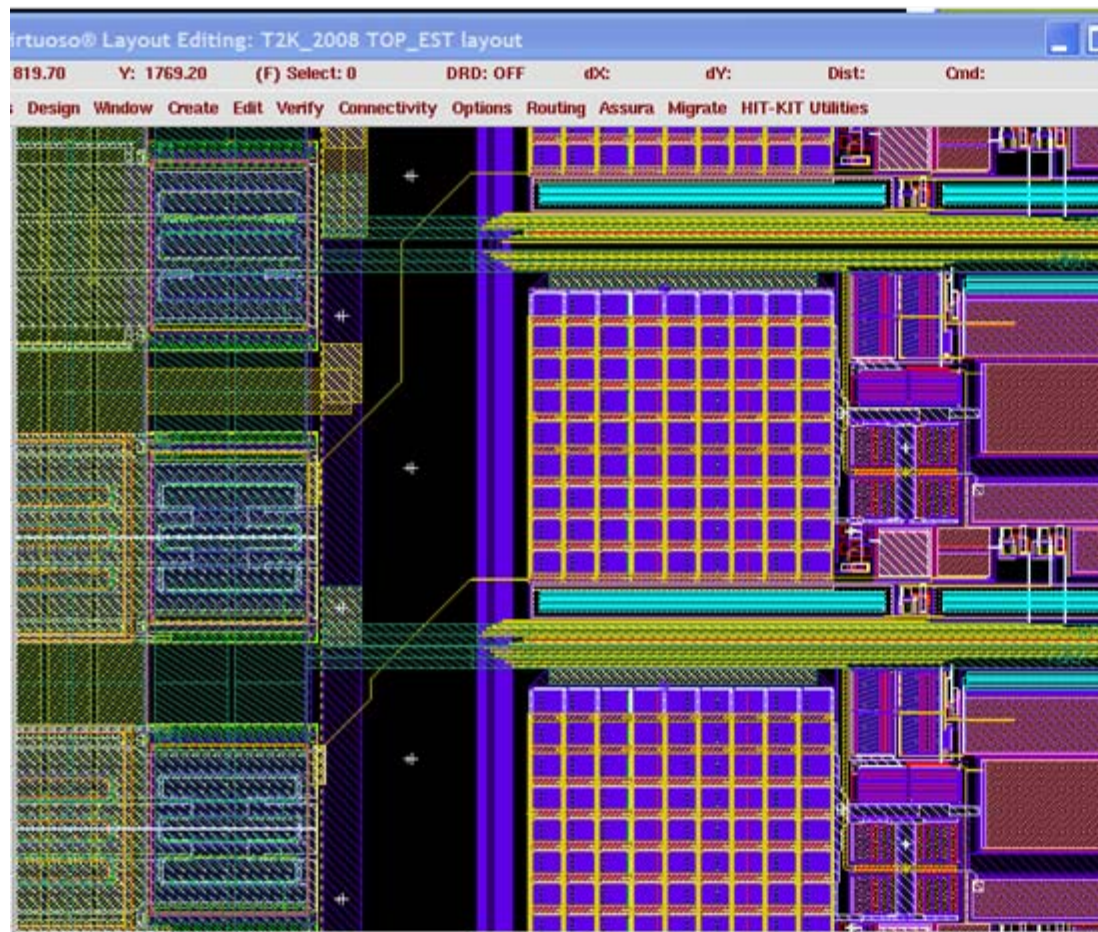 irtuoso® Layout Editing: T2K_2008 TOP_EST layout
819.70 Y: 1769.20 (F) Select: 0 DRD: OFF dX: dY: Dist: Cmd:
s Design Window Create Edit Verify Connectivity Options Routing Assura Migrate HIT-KIT Utilities